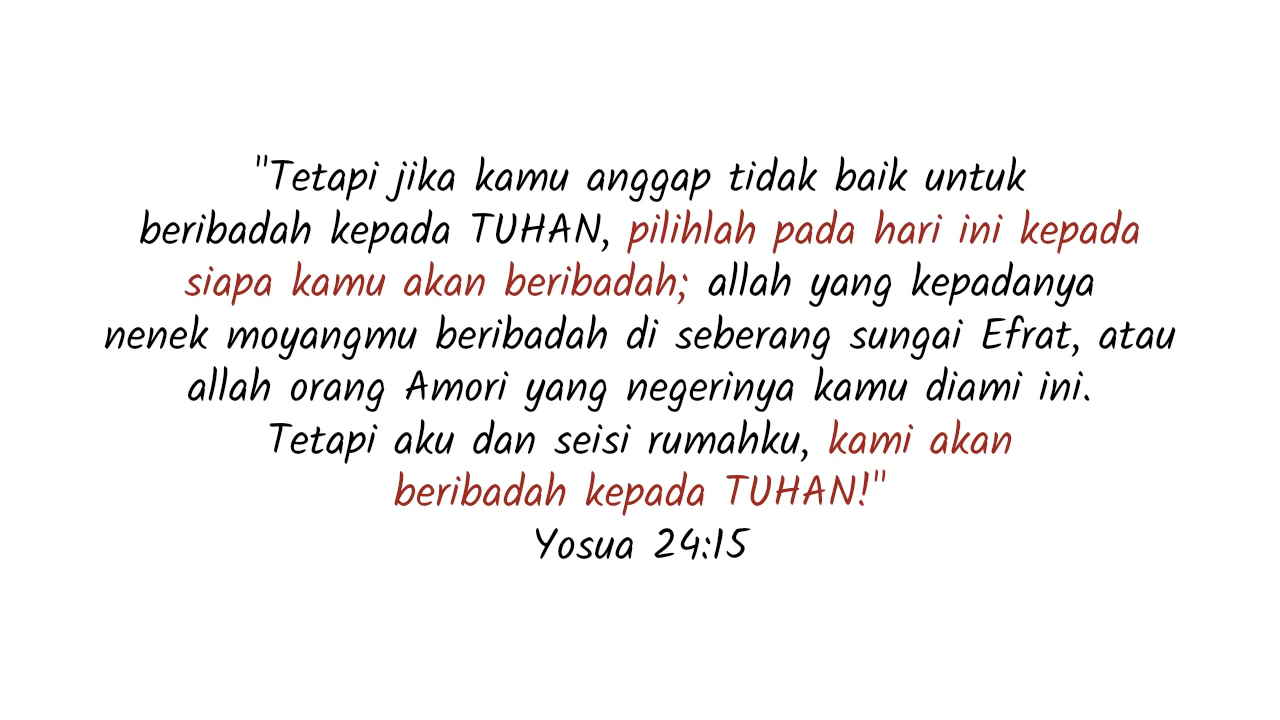 "Tetapi jika kamu anggap tidak baik untuk
beribadah kepada TUHAN, pilihlah pada hari ini kepada
siapa kamu akan beribadah; allah yang kepadanya
nenek moyangmu beribadah di seberang sungai Efrat, atau
allah orang Amori yang negerinya kamu diami ini.
Tetapi aku dan seisi rumahku, kami akan
beribadah kepada TUHAN!"
Yosua 24:15